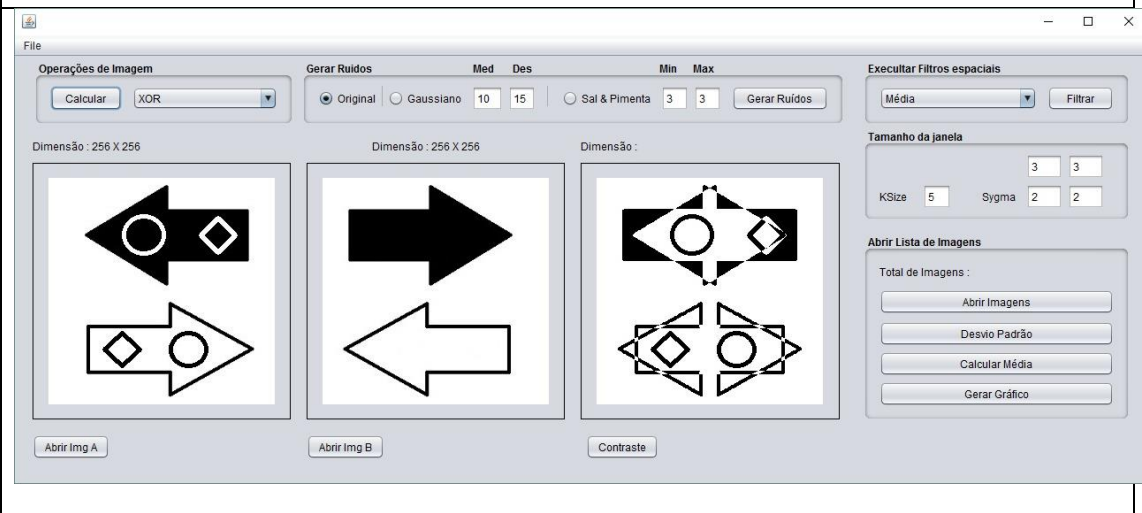 File
Operações de Imagem
Calcular XOR
Gerar Ruidos Med Des Min Max
Original Gaussiano 10 15 Sal & Pimenta 3 3 Gerar Ruídos
Execultar Filtros espaciais
Média Filtrar
Dimensão : 256 X 256
Dimensão : 256 X 256
Dimensão :
Tamanho da janela
3 3
KSize 5 Sygma 2 2
Abrir Lista de Imagens
Total de Imagens :
Abrir Imagens
Desvio Padrão
Calcular Média
Gerar Gráfico
Abrir Img A
Abrir Img B
Contraste